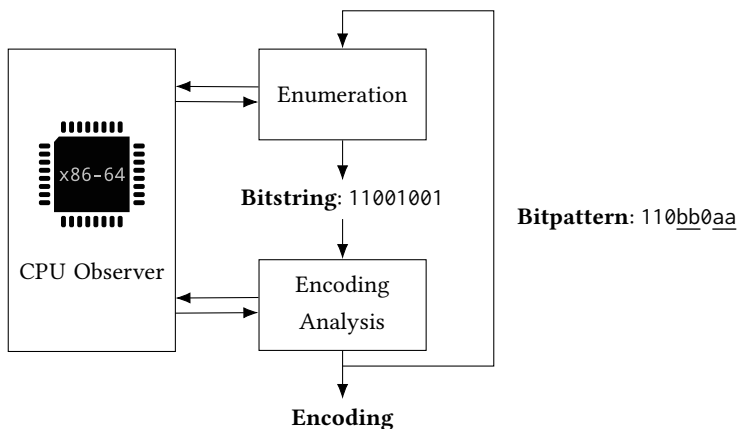 Enumeration
x86-64
Bitstring: 11001001
Bitpattern: 110bb0aa
CPU Observer
Encoding
Analysis
Encoding